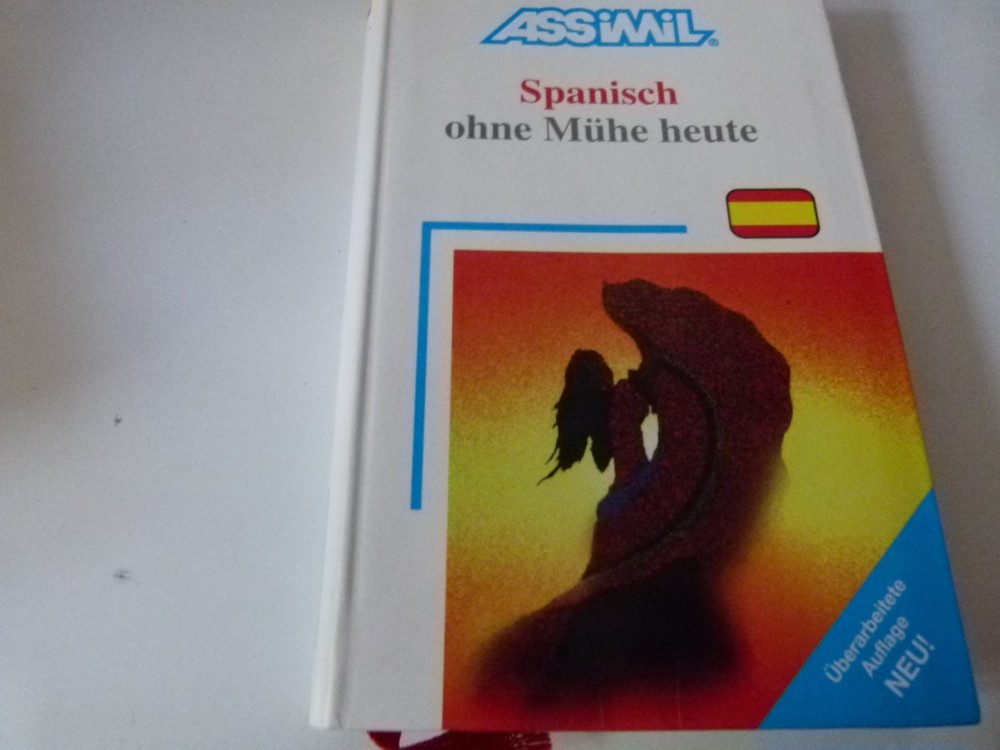 ASSiMiL®
Spanisch
ohne Mühe heute
Überarbeitete
Auflage
NEU!